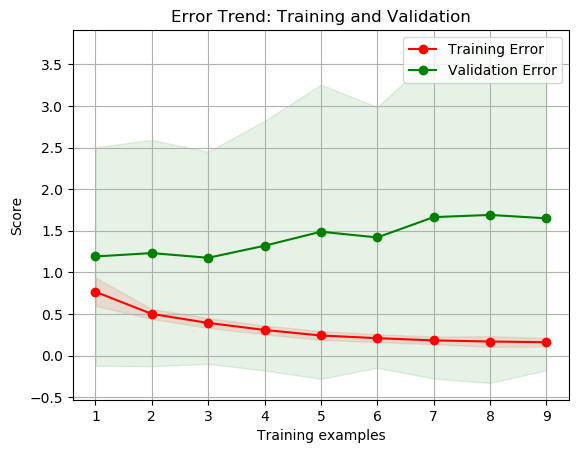 Error Trend: Training and Validation
Training Error
Validation Error
Score
3.5
3.0
2.5
2.0
1.5
1.0
0.5
0.0
−0.5
1 2 3 4 5 6 7 8 9
Training examples